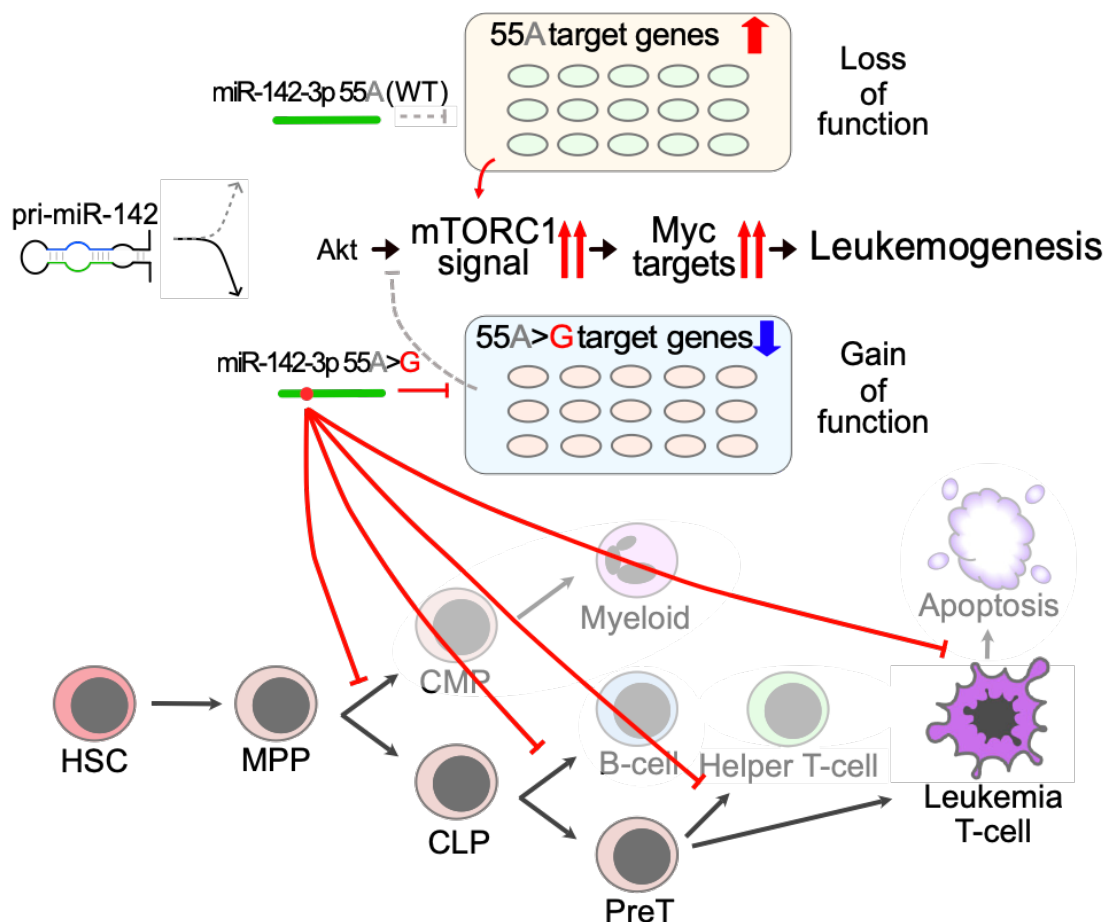 55A target genes
miR-142-3p 55A(WT)
Loss
of
function
pri-miR-142
Akt
mTORC1
signal
Myc
targets
Leukemogenesis
55A>G target genes
miR-142-3p 55A>G
Gain
of
function
Myeloid
Apoptosis
CMP
HSC
MPP
B-cell
Helper T-cell
CLP
Leukemia
T-cell
PreT